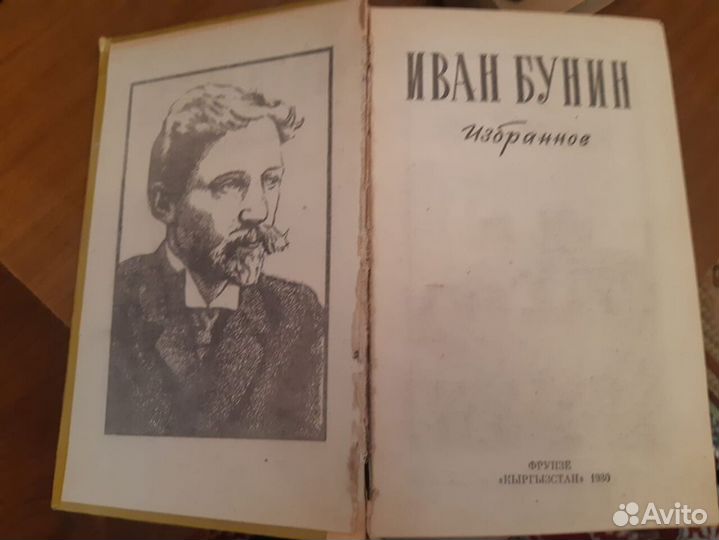 ИВАН БУНИН
Избранное
ФРУНЗЕ
«КЫРГЫЗСТАН» 1980
Avito